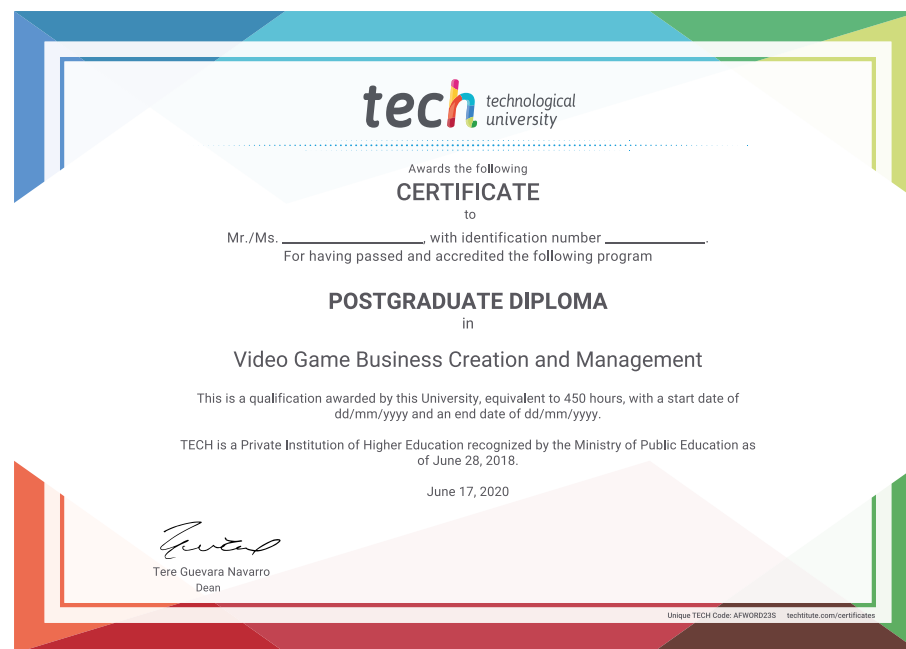 tech technological
university
Awards the following
CERTIFICATE
to
Mr./Ms. ____________________, with identification number ______________.
For having passed and accredited the following program
POSTGRADUATE DIPLOMA
in
Video Game Business Creation and Management
This is a qualification awarded by this University, equivalent to 450 hours, with a start date of
dd/mm/yyyy and an end date of dd/mm/yyyy.
TECH is a Private Institution of Higher Education recognized by the Ministry of Public Education as
of June 28, 2018.
June 17, 2020
Tere Guevara Navarro
Dean
Unique TECH Code: AFWORD23S techtitute.com/certificates